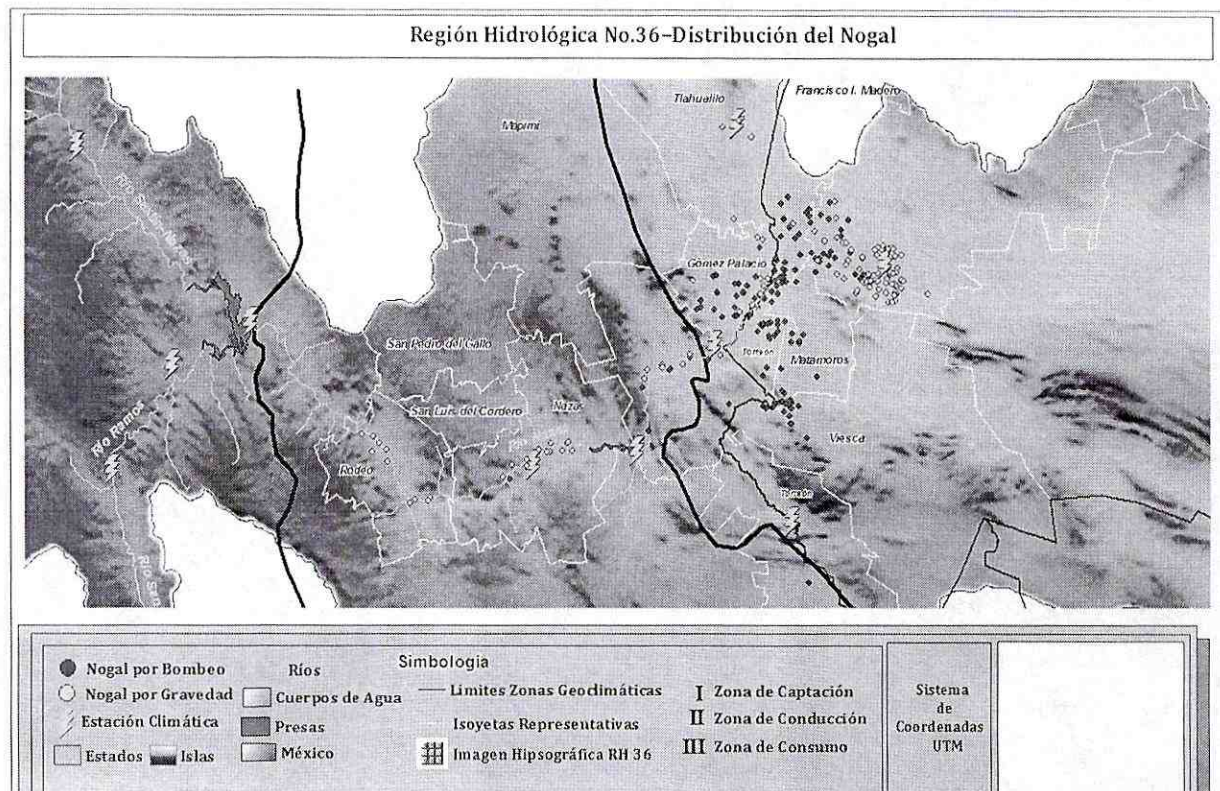 Región Hidrológica No.36–Distribución del Nogal
Tlahualilo
Francisco I. Madero
Mapimí
Gómez Palacio
San Pedro del Gallo
Torreón
Matamoros
San Luis del Cordero
Nazas
Río Ramos
Rodeo
Viesca
Torreón
Simbologia
Nogal por Bombeo
Nogal por Gravedad
Estación Climática
Estados
Islas
Ríos
Cuerpos de Agua
Presas
México
Limites Zonas Geoclimáticas
Isoyetas Representativas
Imagen Hipsográfica RH 36
I Zona de Captación
II Zona de Conducción
III Zona de Consumo
Sistema
de
Coordenadas
UTM